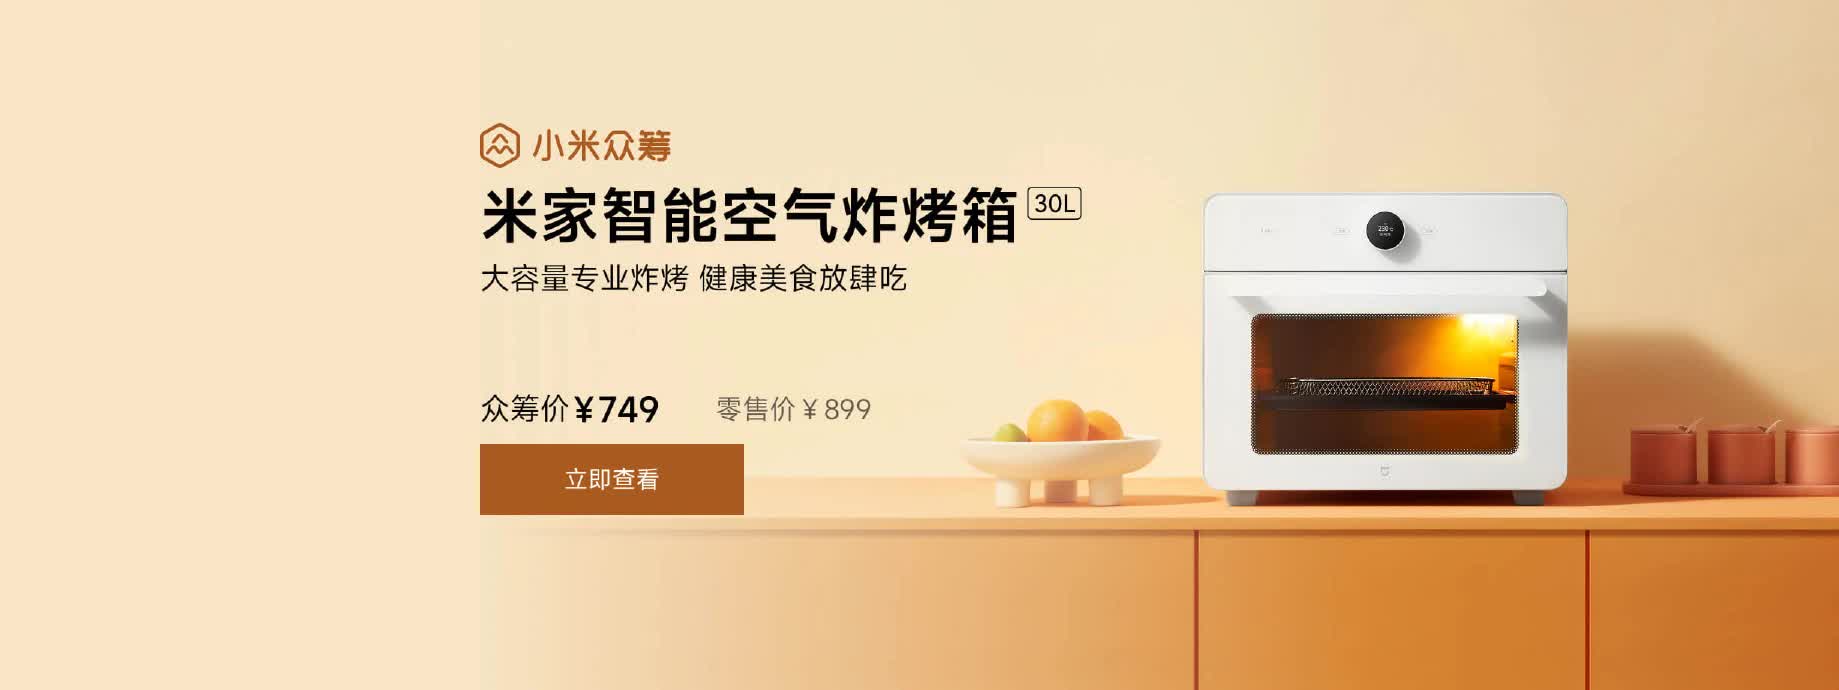 小米众筹
米家智能空气炸烤箱 30L
大容量专业炸烤 健康美食放肆吃
众筹价¥749 零售价¥899
立即查看